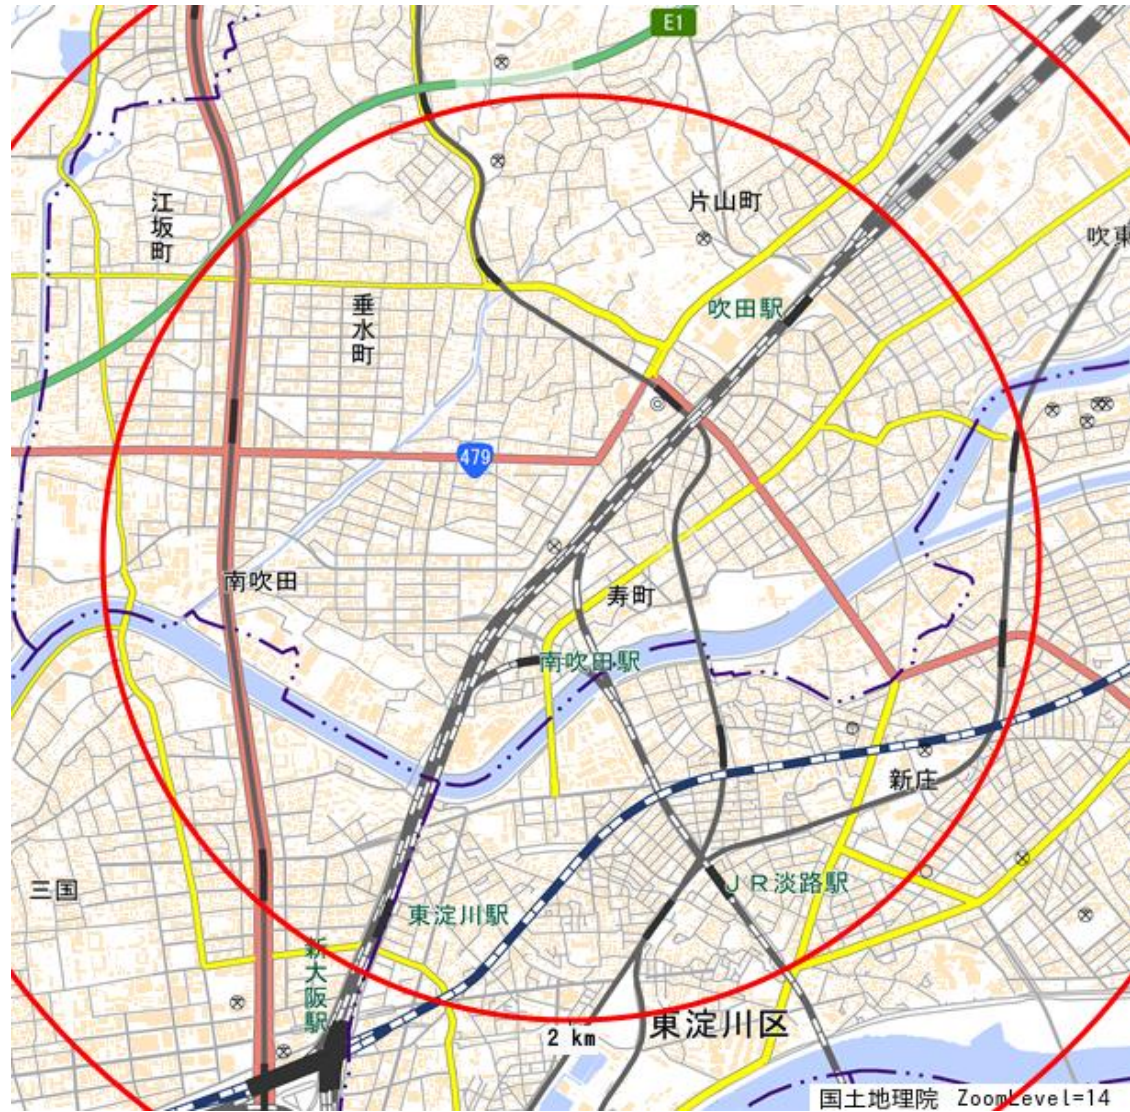 E1
片山町
江坂町
吹東
吹田駅
垂水町
479
南吹田
寿町
南吹田駅
新庄
JR淡路駅
三国
東淀川駅
新大阪駅
東淀川区
2 km
国土地理院 ZoomLevel=14